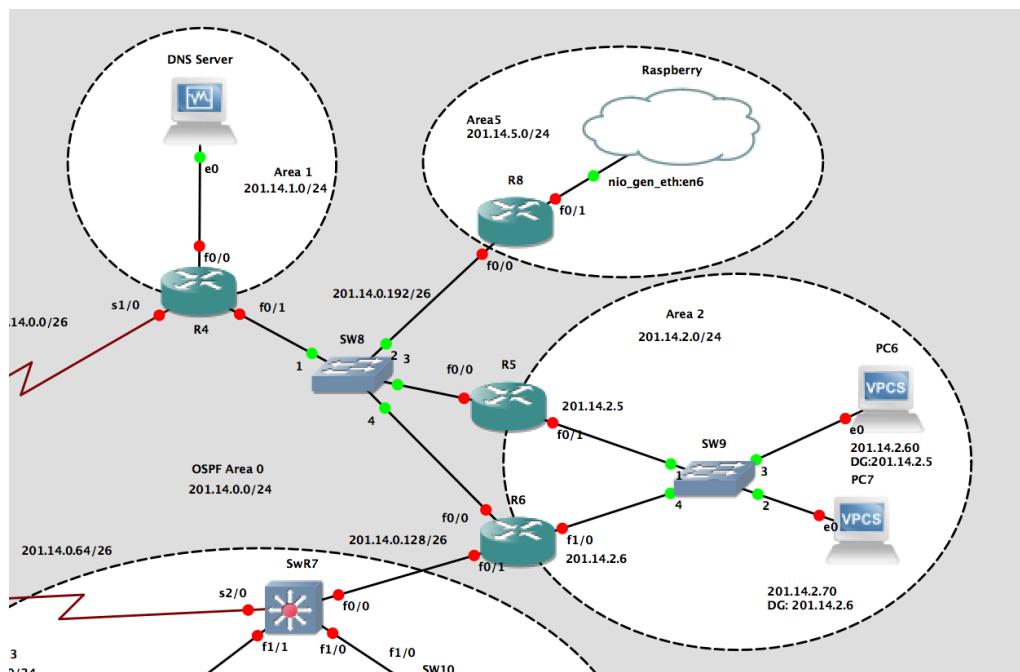 DNS Server
e0
Area 1
201.14.1.0/24
f0/0
s1/0
R4
f0/1
.14.0.0/26
Raspberry
Area5
201.14.5.0/24
R8
nio_gen_eth:en6
f0/1
f0/0
201.14.0.192/26
SW8
1
2
3
4
Area 2
201.14.2.0/24
R5
f0/0
201.14.2.5
f0/1
SW9
1
3
4
2
PC6
VPCS
e0
201.14.2.60
DG:201.14.2.5
PC7
e0
VPCS
201.14.2.70
DG: 201.14.2.6
OSPF Area 0
201.14.0.0/24
R6
f0/0
f1/0
201.14.2.6
f0/1
201.14.0.128/26
201.14.0.64/26
SwR7
s2/0
f0/0
f1/1
f1/0
f1/0
SW10
3
0/24